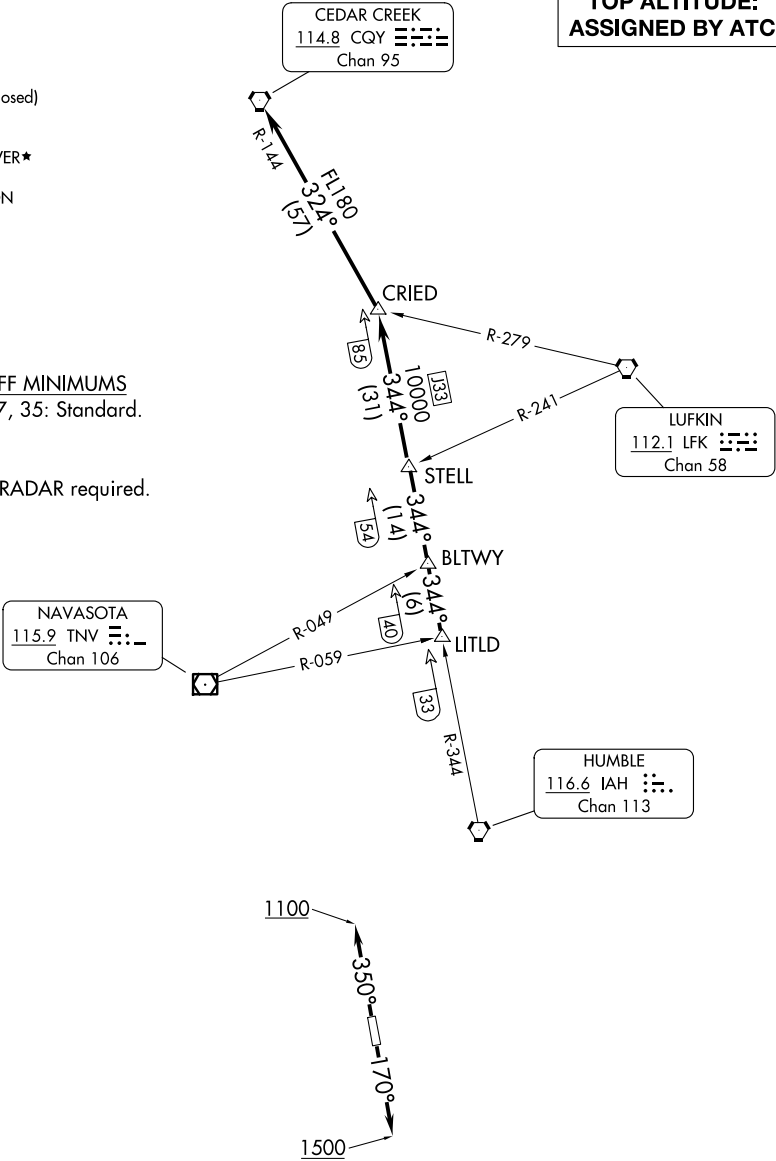 TOP ALTITUDE:
ASSIGNED BY ATC
CEDAR CREEK
114.8 CQY
Chan 95
osed)
VER★
ON
R-144
FL180
324°
(57)
CRIED
R-279
85
J33
10000
344°
(31)
R-241
FF MINIMUMS
7, 35: Standard.
LUFKIN
112.1 LFK
Chan 58
STELL
RADAR required.
54
344°
(14)
BLTWY
NAVASOTA
115.9 TNV
Chan 106
R-049
344°
(6)
40
R-059
LITLD
33
R-344
HUMBLE
116.6 IAH
Chan 113
1100
350°
170°
1500